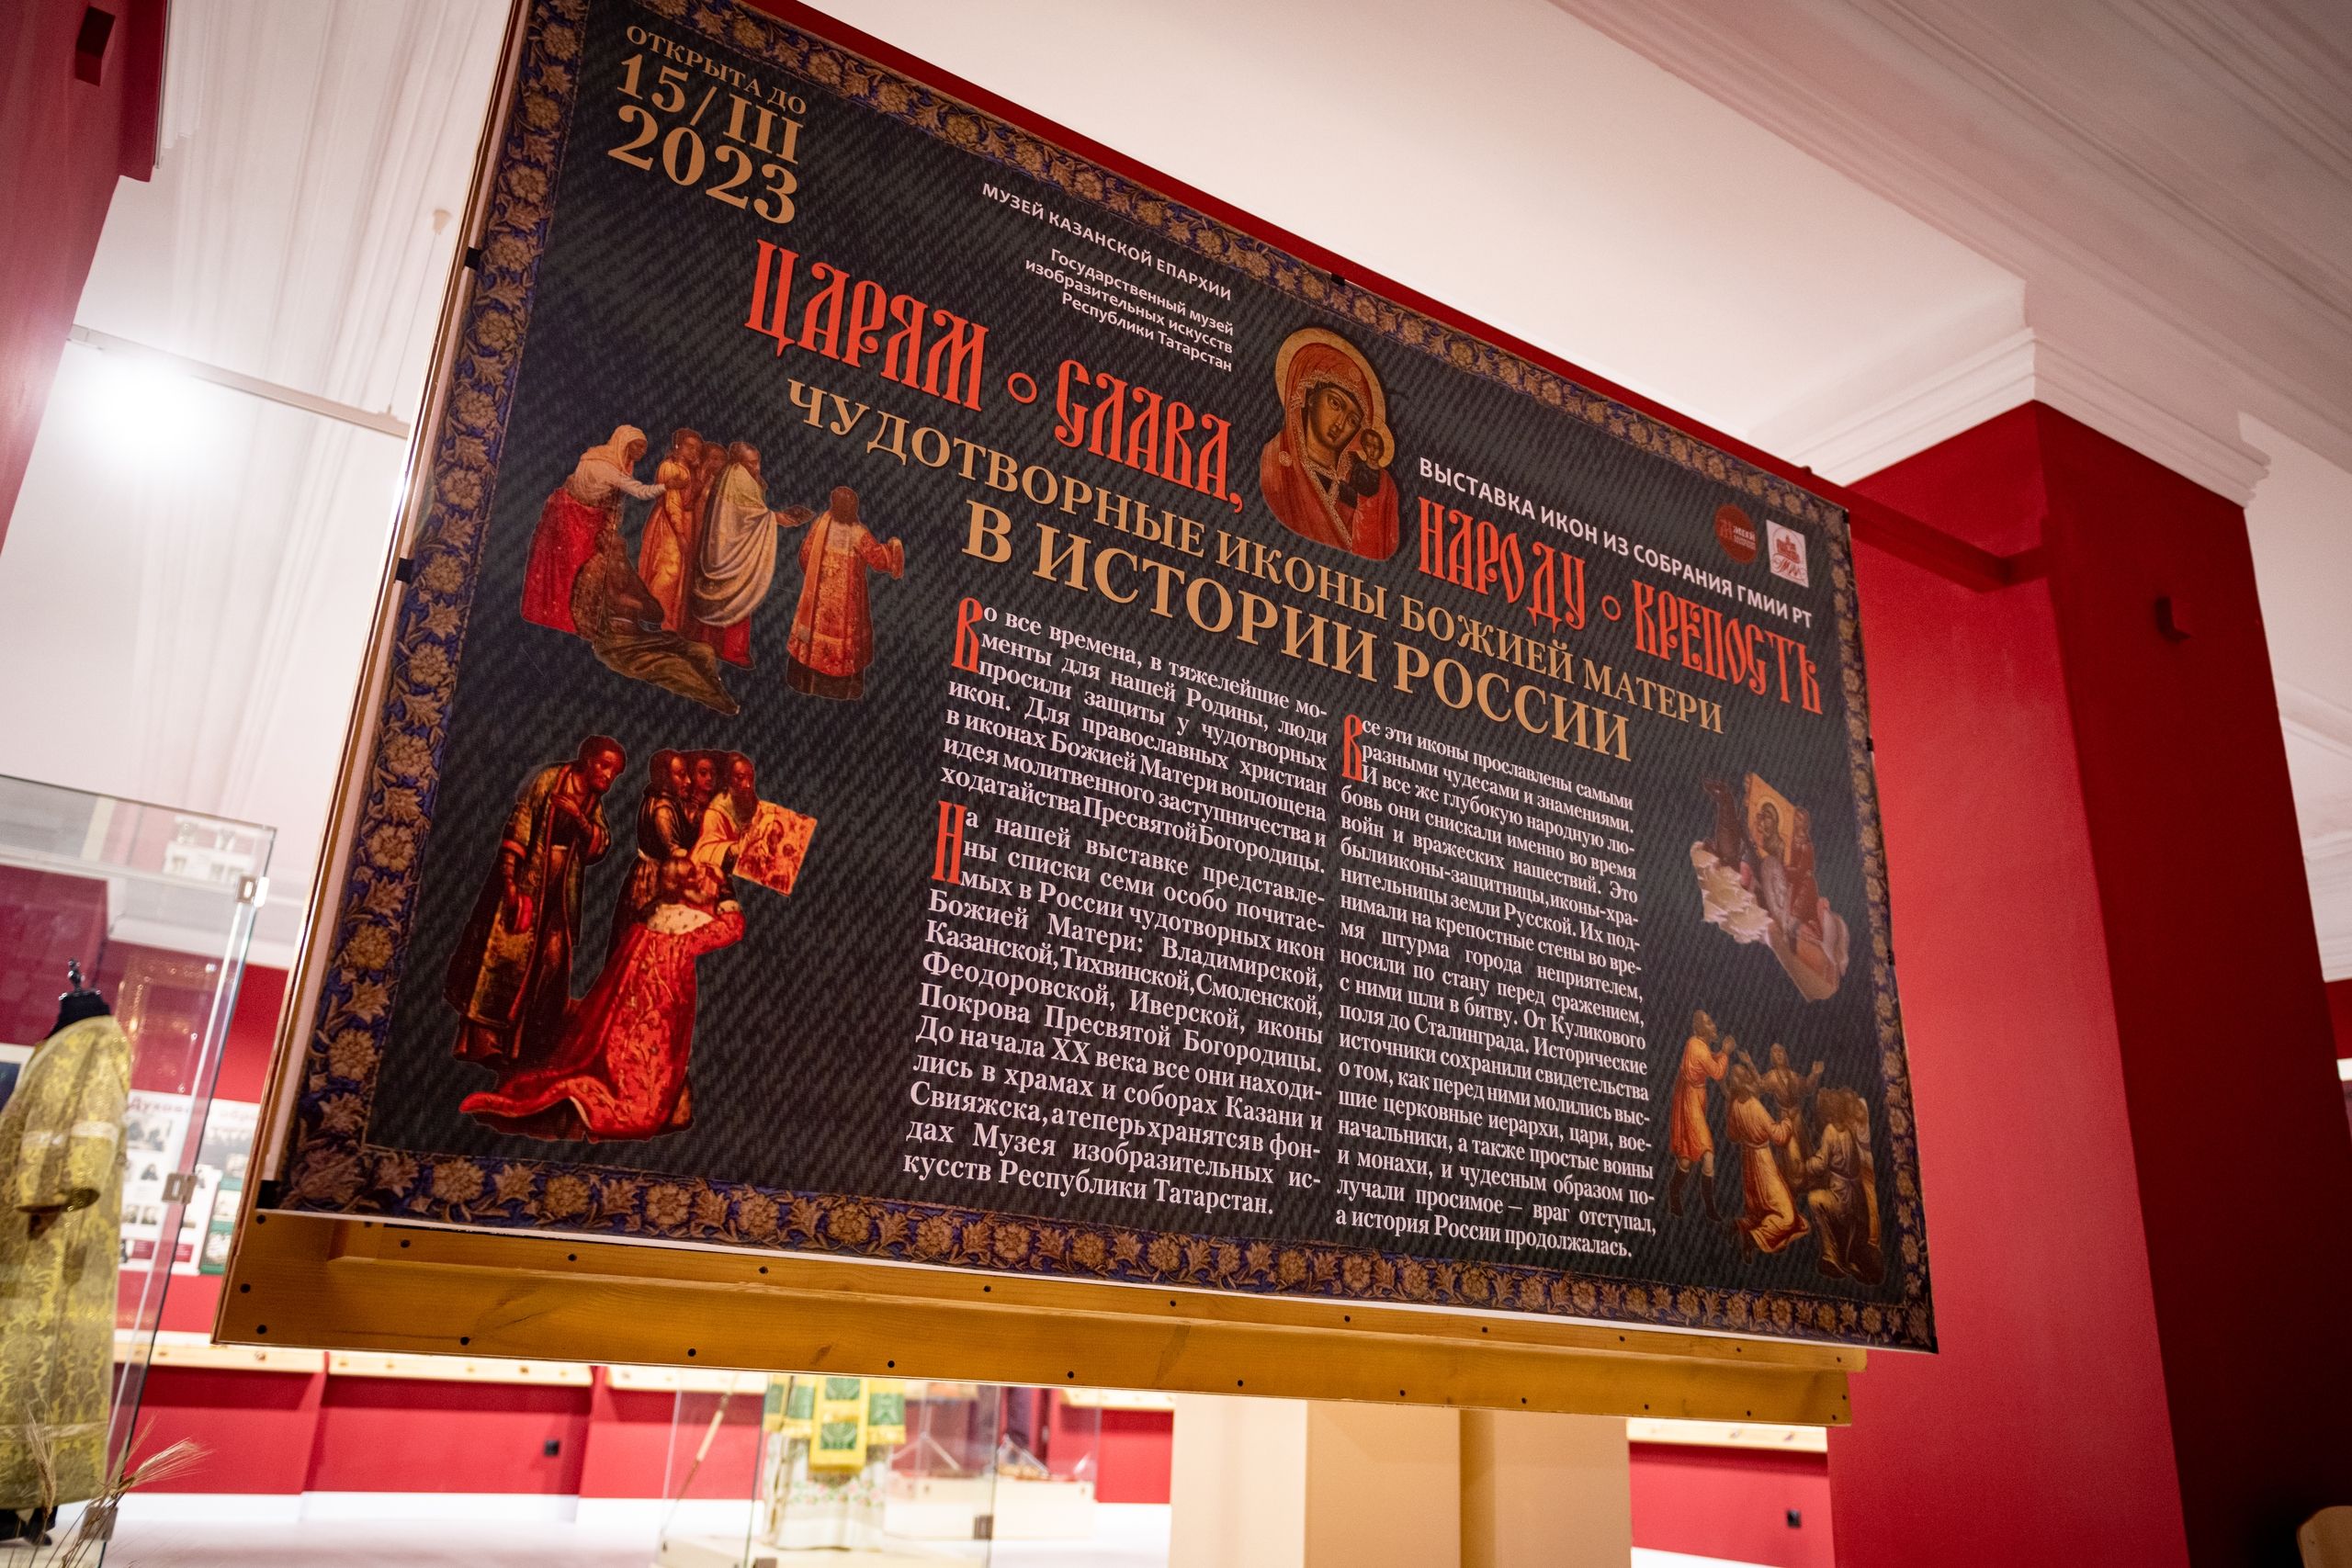 ОТКРЫТА ДО
15/III
2023
МУЗЕЙ КАЗАНСКОЙ ЕПАРХИИ
Государственный музей
изобразительных искусств
Республики Татарстан
ВЫСТАВКА ИКОН ИЗ СОБРАНИЯ ГМИИ РТ
ЦАРЯМ о СЛАВА, НАРОДУ о КРЕПОСТЬ
ЧУДОТВОРНЫЕ ИКОНЫ БОЖИЕЙ МАТЕРИ
В ИСТОРИИ РОССИИ
Во все времена, в тяжелейшие мо-
менты для нашей Родины, люди
просили защиты у чудотворных
икон. Для православных христиан
в иконах Божией Матери воплощена
идея молитвенного заступничества и
ходатайства Пресвятой Богородицы.
На нашей выставке представле-
ны списки семи особо почитае-
мых в России чудотворных икон
Божией Матери: Владимирской,
Казанской, Тихвинской, Смоленской,
Феодоровской, Иверской, иконы
Покрова Пресвятой Богородицы.
До начала XX века все они находи-
лись в храмах и соборах Казани и
Свияжска, а теперь хранятся в фон-
дах Музея изобразительных ис-
кусств Республики Татарстан.
Все эти иконы прославлены самыми
разными чудесами и знамениями.
И все же глубокую народную лю-
бовь они снискали именно во время
войн и вражеских нашествий. Это
были иконы-защитницы, иконы-хра-
нительницы земли Русской. Их под-
нимали на крепостные стены во вре-
мя штурма города неприятелем,
носили по стану перед сражением,
с ними шли в битву. От Куликового
поля до Сталинграда. Исторические
источники сохранили свидетельства
о том, как перед ними молились выс-
шие церковные иерархи, цари, вое-
начальники, а также простые воины
и монахи, и чудесным образом по-
лучали просимое – враг отступал,
а история России продолжалась.